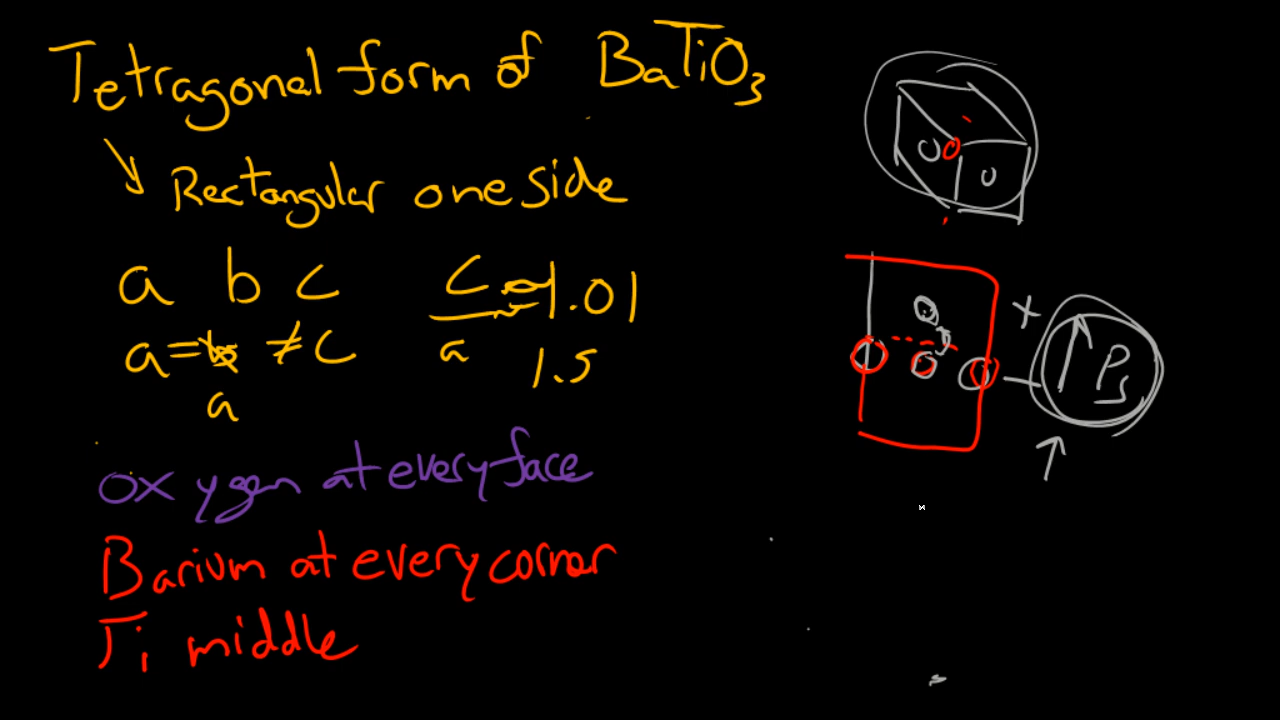 Tetragonal form of BaTiO3
Rectangular one side
a b c
a = b ≠ c
a
c/a = 1.01
1.5
Oxygen at every face
Barium at every corner
Ti middle
+
Ps
-